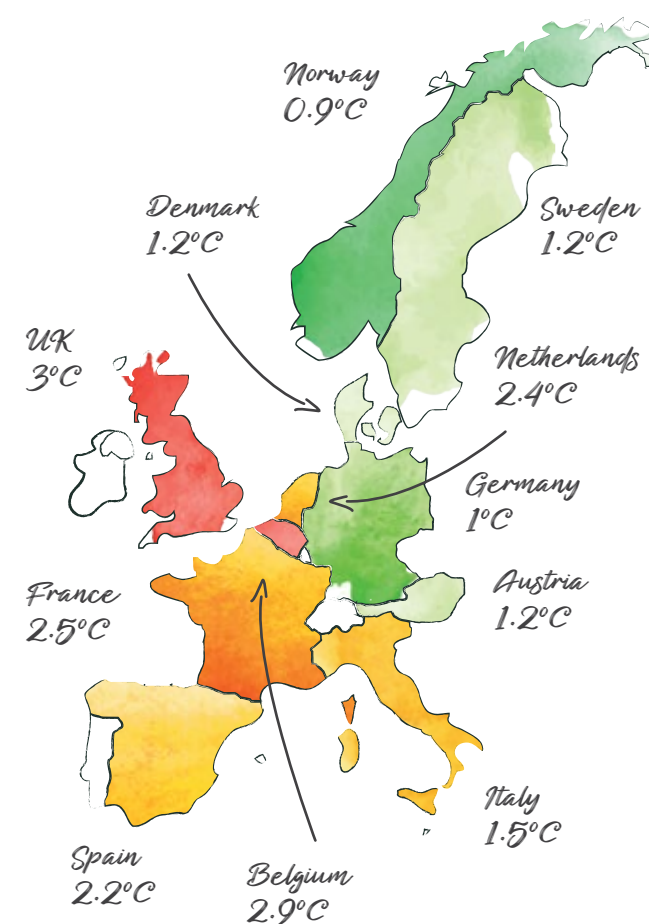 Norway
0.9°C
Denmark
1.2°C
Sweden
1.2°C
UK
3°C
Netherlands
2.4°C
Germany
1°C
France
2.5°C
Austria
1.2°C
Italy
1.5°C
Spain
2.2°C
Belgium
2.9°C